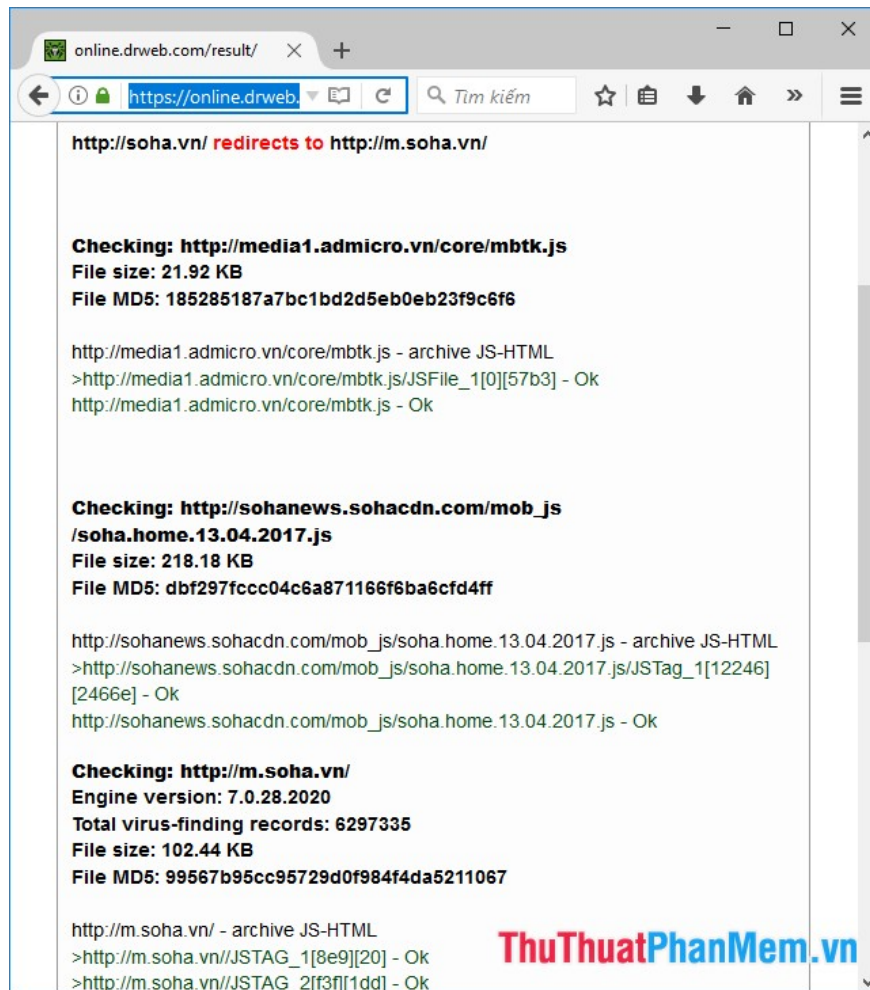 online.drweb.com/result/
https://online.drweb.
Tìm kiếm
http://soha.vn/ redirects to http://m.soha.vn/
Checking: http://media1.admicro.vn/core/mbtk.js
File size: 21.92 KB
File MD5: 185285187a7bc1bd2d5eb0eb23f9c6f6
http://media1.admicro.vn/core/mbtk.js - archive JS-HTML
>http://media1.admicro.vn/core/mbtk.js/JSFile_1[0][57b3] - Ok
http://media1.admicro.vn/core/mbtk.js - Ok
Checking: http://sohanews.sohacdn.com/mob_js
/soha.home.13.04.2017.js
File size: 218.18 KB
File MD5: dbf297fccc04c6a871166f6ba6cfd4ff
http://sohanews.sohacdn.com/mob_js/soha.home.13.04.2017.js - archive JS-HTML
>http://sohanews.sohacdn.com/mob_js/soha.home.13.04.2017.js/JSTag_1[12246]
[2466e] - Ok
http://sohanews.sohacdn.com/mob_js/soha.home.13.04.2017.js - Ok
Checking: http://m.soha.vn/
Engine version: 7.0.28.2020
Total virus-finding records: 6297335
File size: 102.44 KB
File MD5: 99567b95cc95729d0f984f4da5211067
http://m.soha.vn/ - archive JS-HTML
>http://m.soha.vn//JSTAG_1[8e9][20] - Ok
>http://m.soha.vn//JSTAG_2[f3f][1dd] - Ok
ThuThuatPhanMem.vn